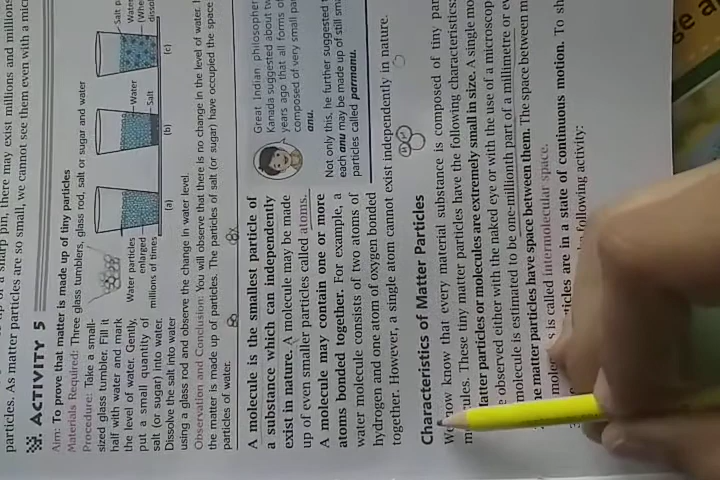 a sharp pin, there may exist millions and millions
particles. As matter particles are so small, we cannot see them even with a mic
ACTIVITY 5
Aim: To prove that matter is made up of tiny particles
Materials Required: Three glass tumblers, glass rod, salt or sugar and water
Procedure: Take a small-
sized glass tumbler. Fill it
half with water and mark
the level of water. Gently,
put a small quantity of
salt (or sugar) into water.
Dissolve the salt into water
using a glass rod and observe the change in water level.
Water particles
enlarged
millions of times
(a)
Water
Salt
(b)
Salt p
Water
dissol
(c)
Observation and Conclusion: You will observe that there is no change in the level of water.
the matter is made up of particles. The particles of salt (or sugar) have occupied the space
particles of water.
A molecule is the smallest particle of
a substance which can independently
exist in nature. A molecule may be made
up of even smaller particles called atoms.
A molecule may contain one or more
atoms bonded together. For example, a
water molecule consists of two atoms of
hydrogen and one atom of oxygen bonded
together. However, a single atom cannot exist independently in nature.
Great Indian philosopher
Kanada suggested about tw
years ago that all forms of
composed of very small pa
anu.
Not only this, he further suggested
each anu may be made up of still sma
particles called parmanu.
Characteristics of Matter Particles
We now know that every material substance is composed of tiny par
These tiny matter particles have the following characteristics:
atter particles or molecules are extremely small in size. A single mo
observed either with the naked eye or with the use of a microscop
molecule is estimated to be one-millionth part of a millimetre or ev
matter particles have space between them. The space between m
is called intermolecular space.
ticles are in a state of continuous motion. To sh
following activity: